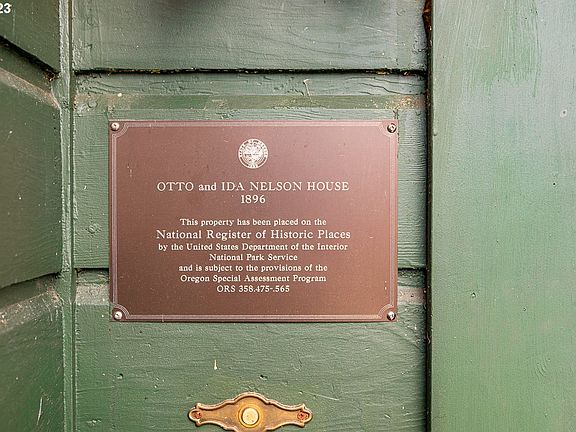 23
OTTO and IDA NELSON HOUSE
1896
This property has been placed on the
National Register of Historic Places
by the United States Department of the Interior
National Park Service
and is subject to the provisions of the
Oregon Special Assessment Program
ORS 358.475-.565